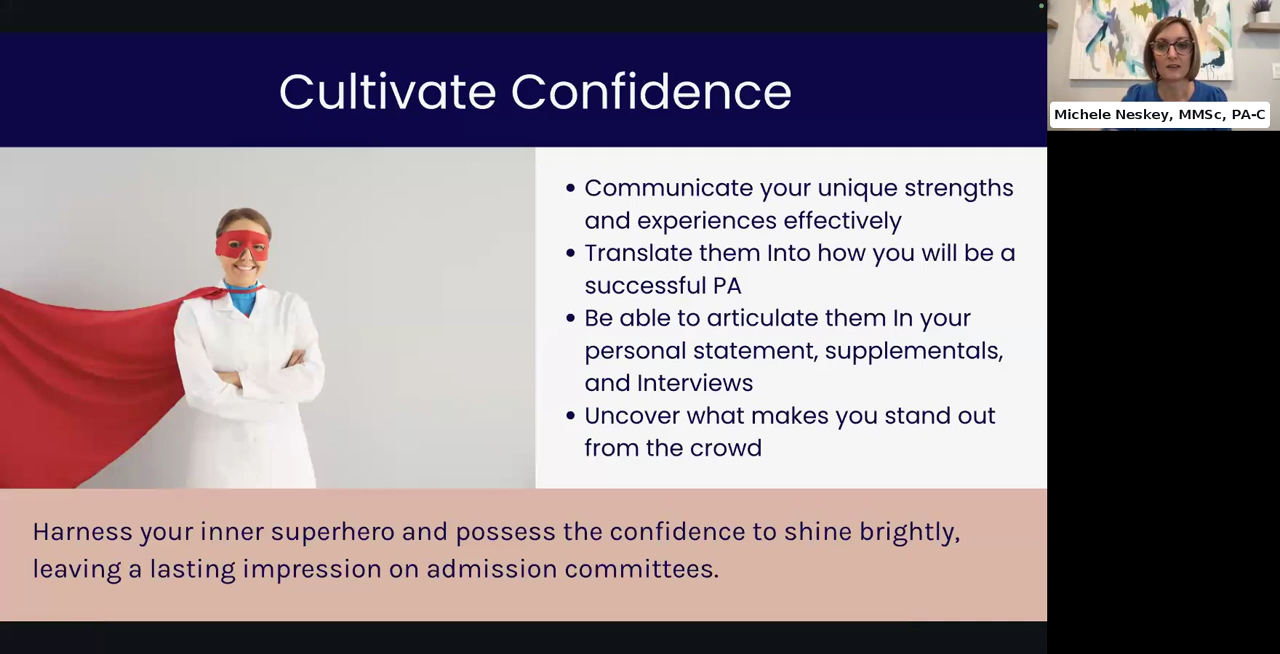 Cultivate Confidence
Michele Neskey, MMSc, PA-C
• Communicate your unique strengths
and experiences effectively
• Translate them Into how you will be a
successful PA
• Be able to articulate them In your
personal statement, supplementals,
and Interviews
• Uncover what makes you stand out
from the crowd
Harness your inner superhero and possess the confidence to shine brightly,
leaving a lasting impression on admission committees.